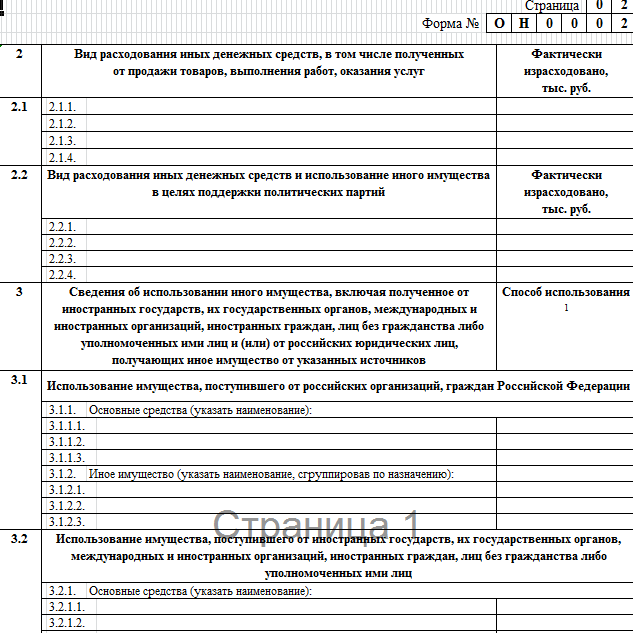 Страница 0 2
Форма № О Н 0 0 0 2
2 Вид расходования иных денежных средств, в том числе полученных
от продажи товаров, выполнения работ, оказания услуг
Фактически
израсходовано,
тыс. руб.
2.1 2.1.1.
2.1.2.
2.1.3.
2.1.4.
2.2 Вид расходования иных денежных средств и использование иного имущества
в целях поддержки политических партий
Фактически
израсходовано,
тыс. руб.
2.2.1.
2.2.2.
2.2.3.
2.2.4.
3 Сведения об использовании иного имущества, включая полученное от
иностранных государств, их государственных органов, международных и
иностранных организаций, иностранных граждан, лиц без гражданства либо
уполномоченных ими лиц и (или) от российских юридических лиц,
получающих иное имущество от указанных источников
Способ использования
1
3.1 Использование имущества, поступившего от российских организаций, граждан Российской Федерации
3.1.1. Основные средства (указать наименование):
3.1.1.1.
3.1.1.2.
3.1.1.3.
3.1.2. Иное имущество (указать наименование, сгруппировав по назначению):
3.1.2.1.
3.1.2.2.
3.1.2.3.
Страница 1
3.2 Использование имущества, поступившего от иностранных государств, их государственных органов,
международных и иностранных организаций, иностранных граждан, лиц без гражданства либо
уполномоченных ими лиц
3.2.1. Основные средства (указать наименование):
3.2.1.1.
3.2.1.2.